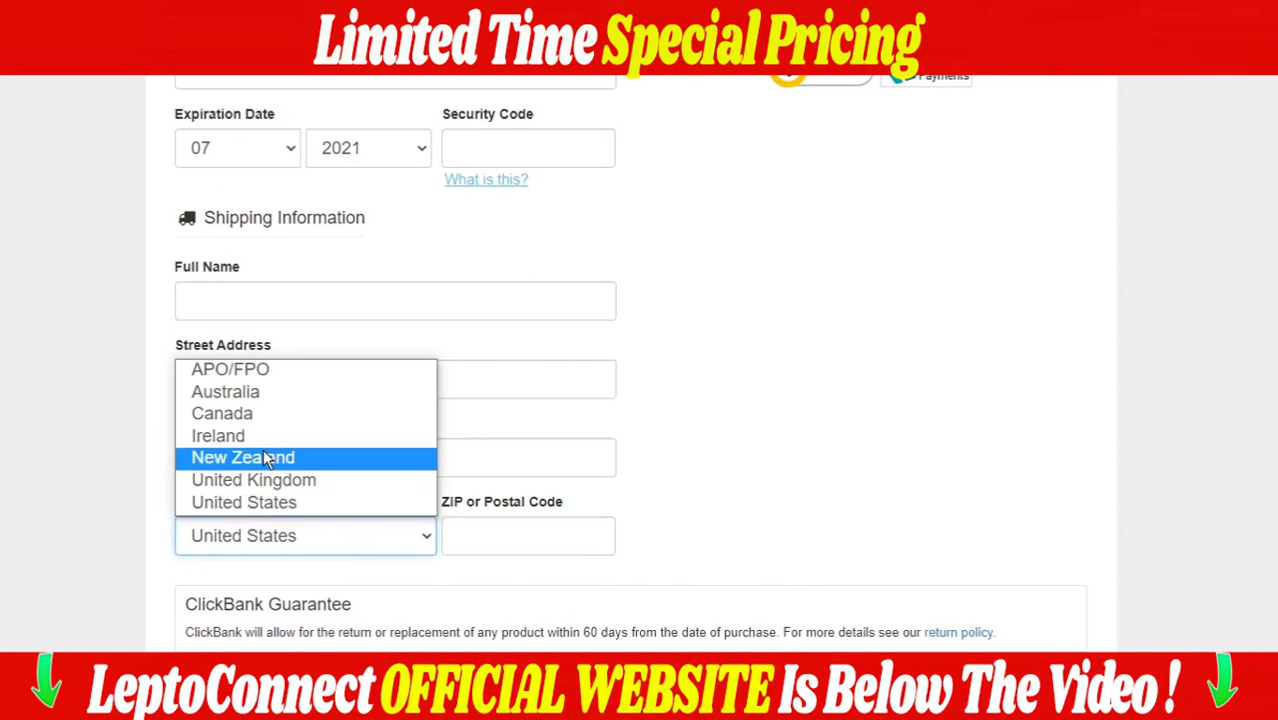 Limited Time Special Pricing
Payments
Expiration Date
Security Code
07
2021
What is this?
Shipping Information
Full Name
Street Address
APO/FPO
Australia
Canada
Ireland
New Zealand
United Kingdom
United States
ZIP or Postal Code
United States
ClickBank Guarantee
ClickBank will allow for the return or replacement of any product within 60 days from the date of purchase. For more details see our return policy.
LeptoConnect OFFICIAL WEBSITE Is Below The Video !